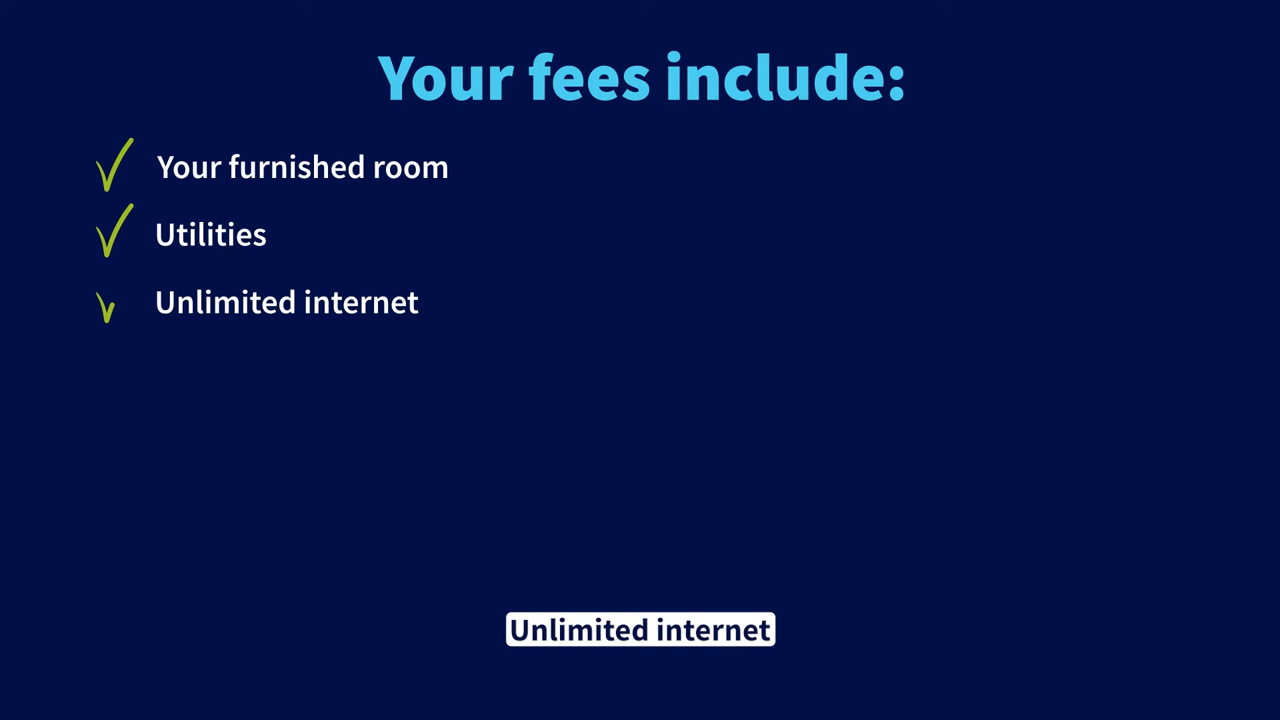 Your fees include:
Your furnished room
Utilities
Unlimited internet
Unlimited internet